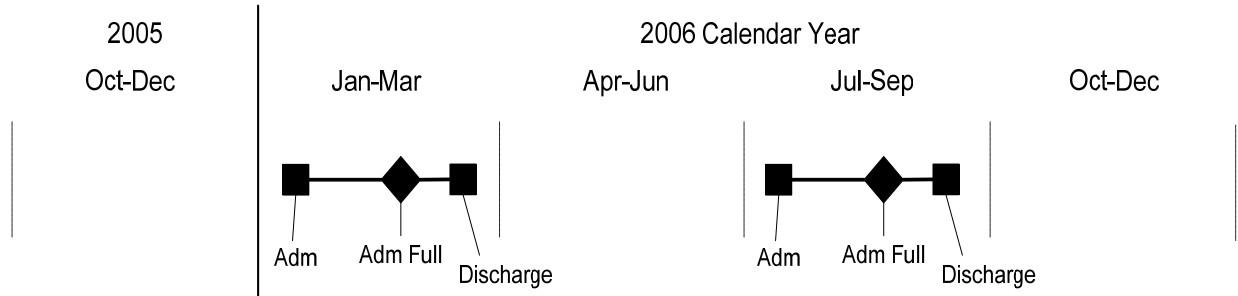 2005
2006 Calendar Year
Oct-Dec
Jan-Mar
Apr-Jun
Jul-Sep
Oct-Dec
Adm
Adm Full
Discharge
Adm
Adm Full
Discharge